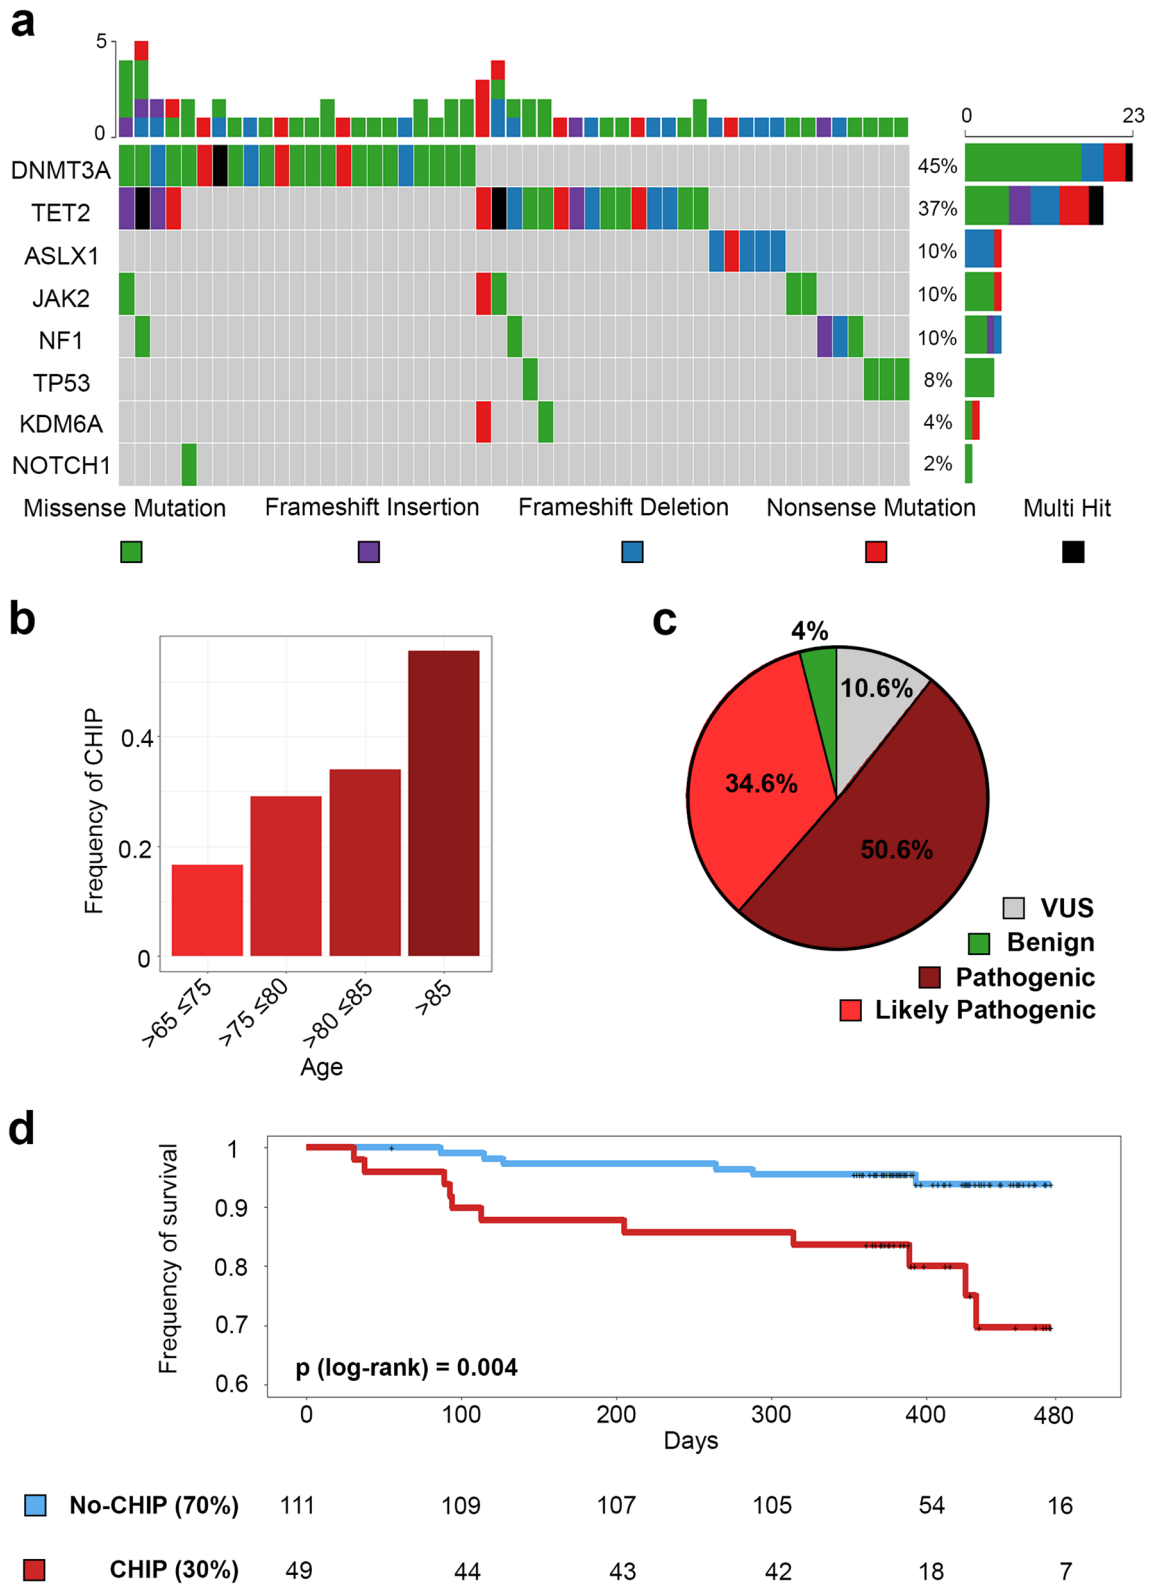 a
5
0
0 23
DNMT3A 45%
TET2 37%
ASLX1 10%
JAK2 10%
NF1 10%
TP53 8%
KDM6A 4%
NOTCH1 2%
Missense Mutation Frameshift Insertion Frameshift Deletion Nonsense Mutation Multi Hit
b
Frequency of CHIP
0.4
0.2
0
>65 ≤75 >75 ≤80 >80 ≤85 >85
Age
c
4%
10.6%
34.6%
50.6%
VUS
Benign
Pathogenic
Likely Pathogenic
d
Frequency of survival
1
0.9
0.8
0.7
0.6
p (log-rank) = 0.004
0 100 200 300 400 480
Days
No-CHIP (70%) 111 109 107 105 54 16
CHIP (30%) 49 44 43 42 18 7